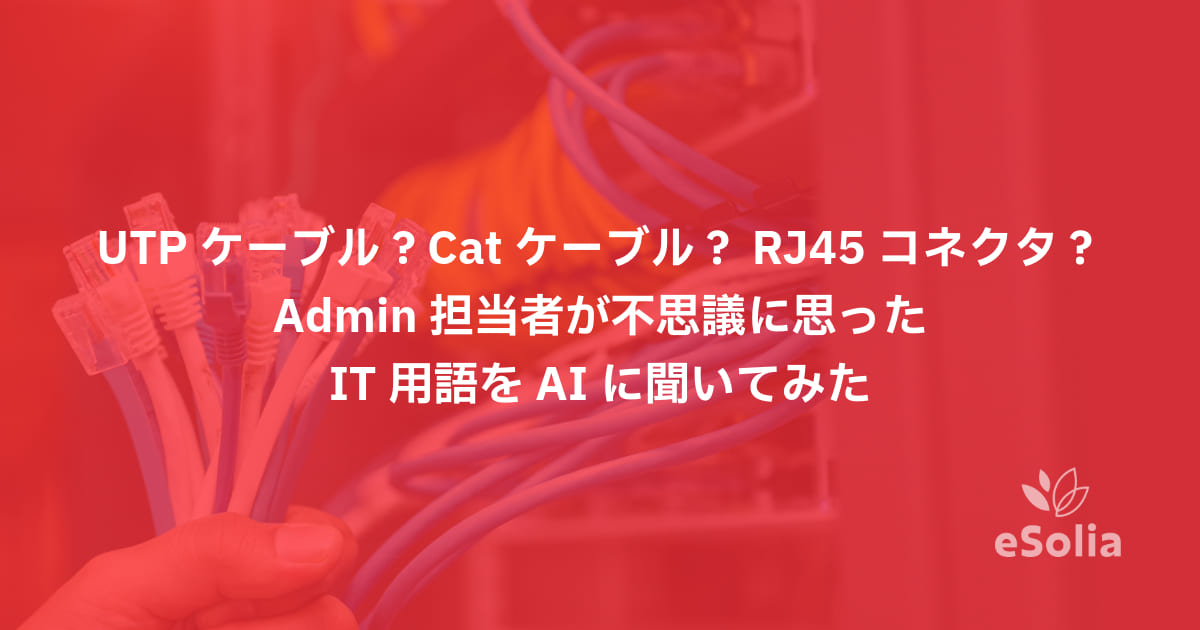 UTP ケーブル？Cat ケーブル？ RJ45 コネクタ？
Admin 担当者が不思議に思った
IT 用語を AI に聞いてみた
eSolia